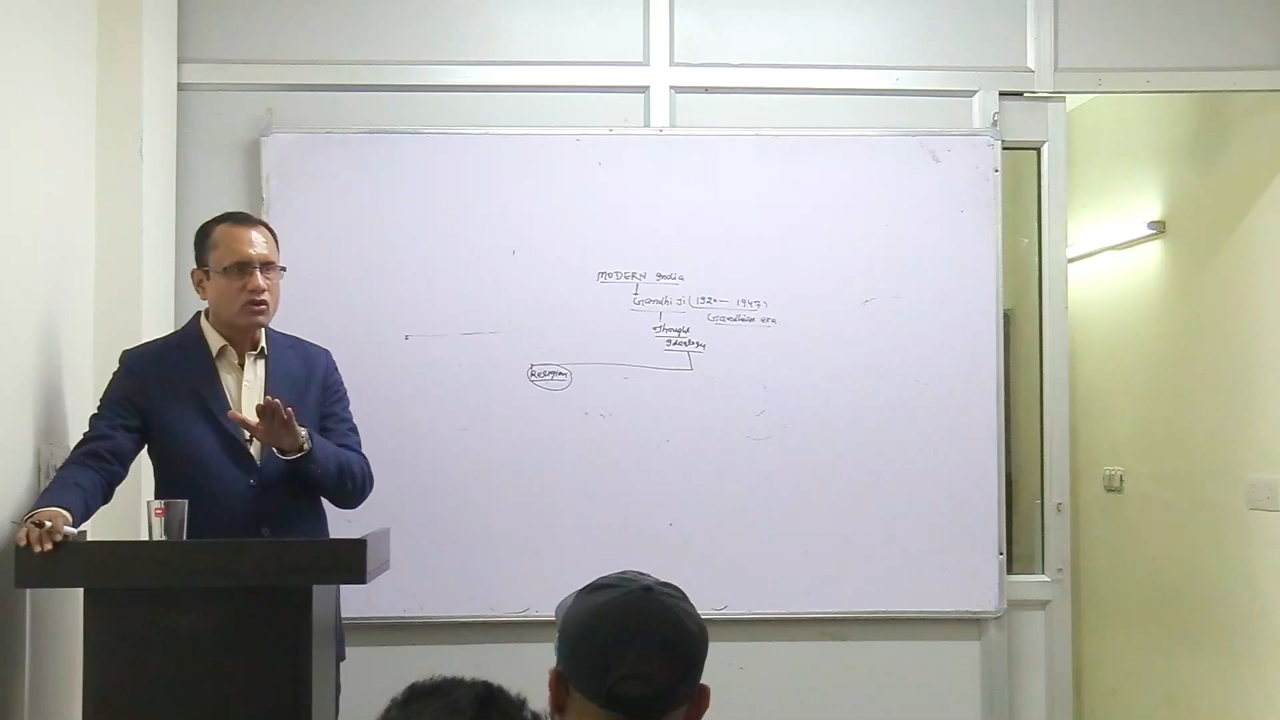 MODERN India
Gandhi Ji (1920 — 1947)
Gandhian era
Thought
Ideology
Religion